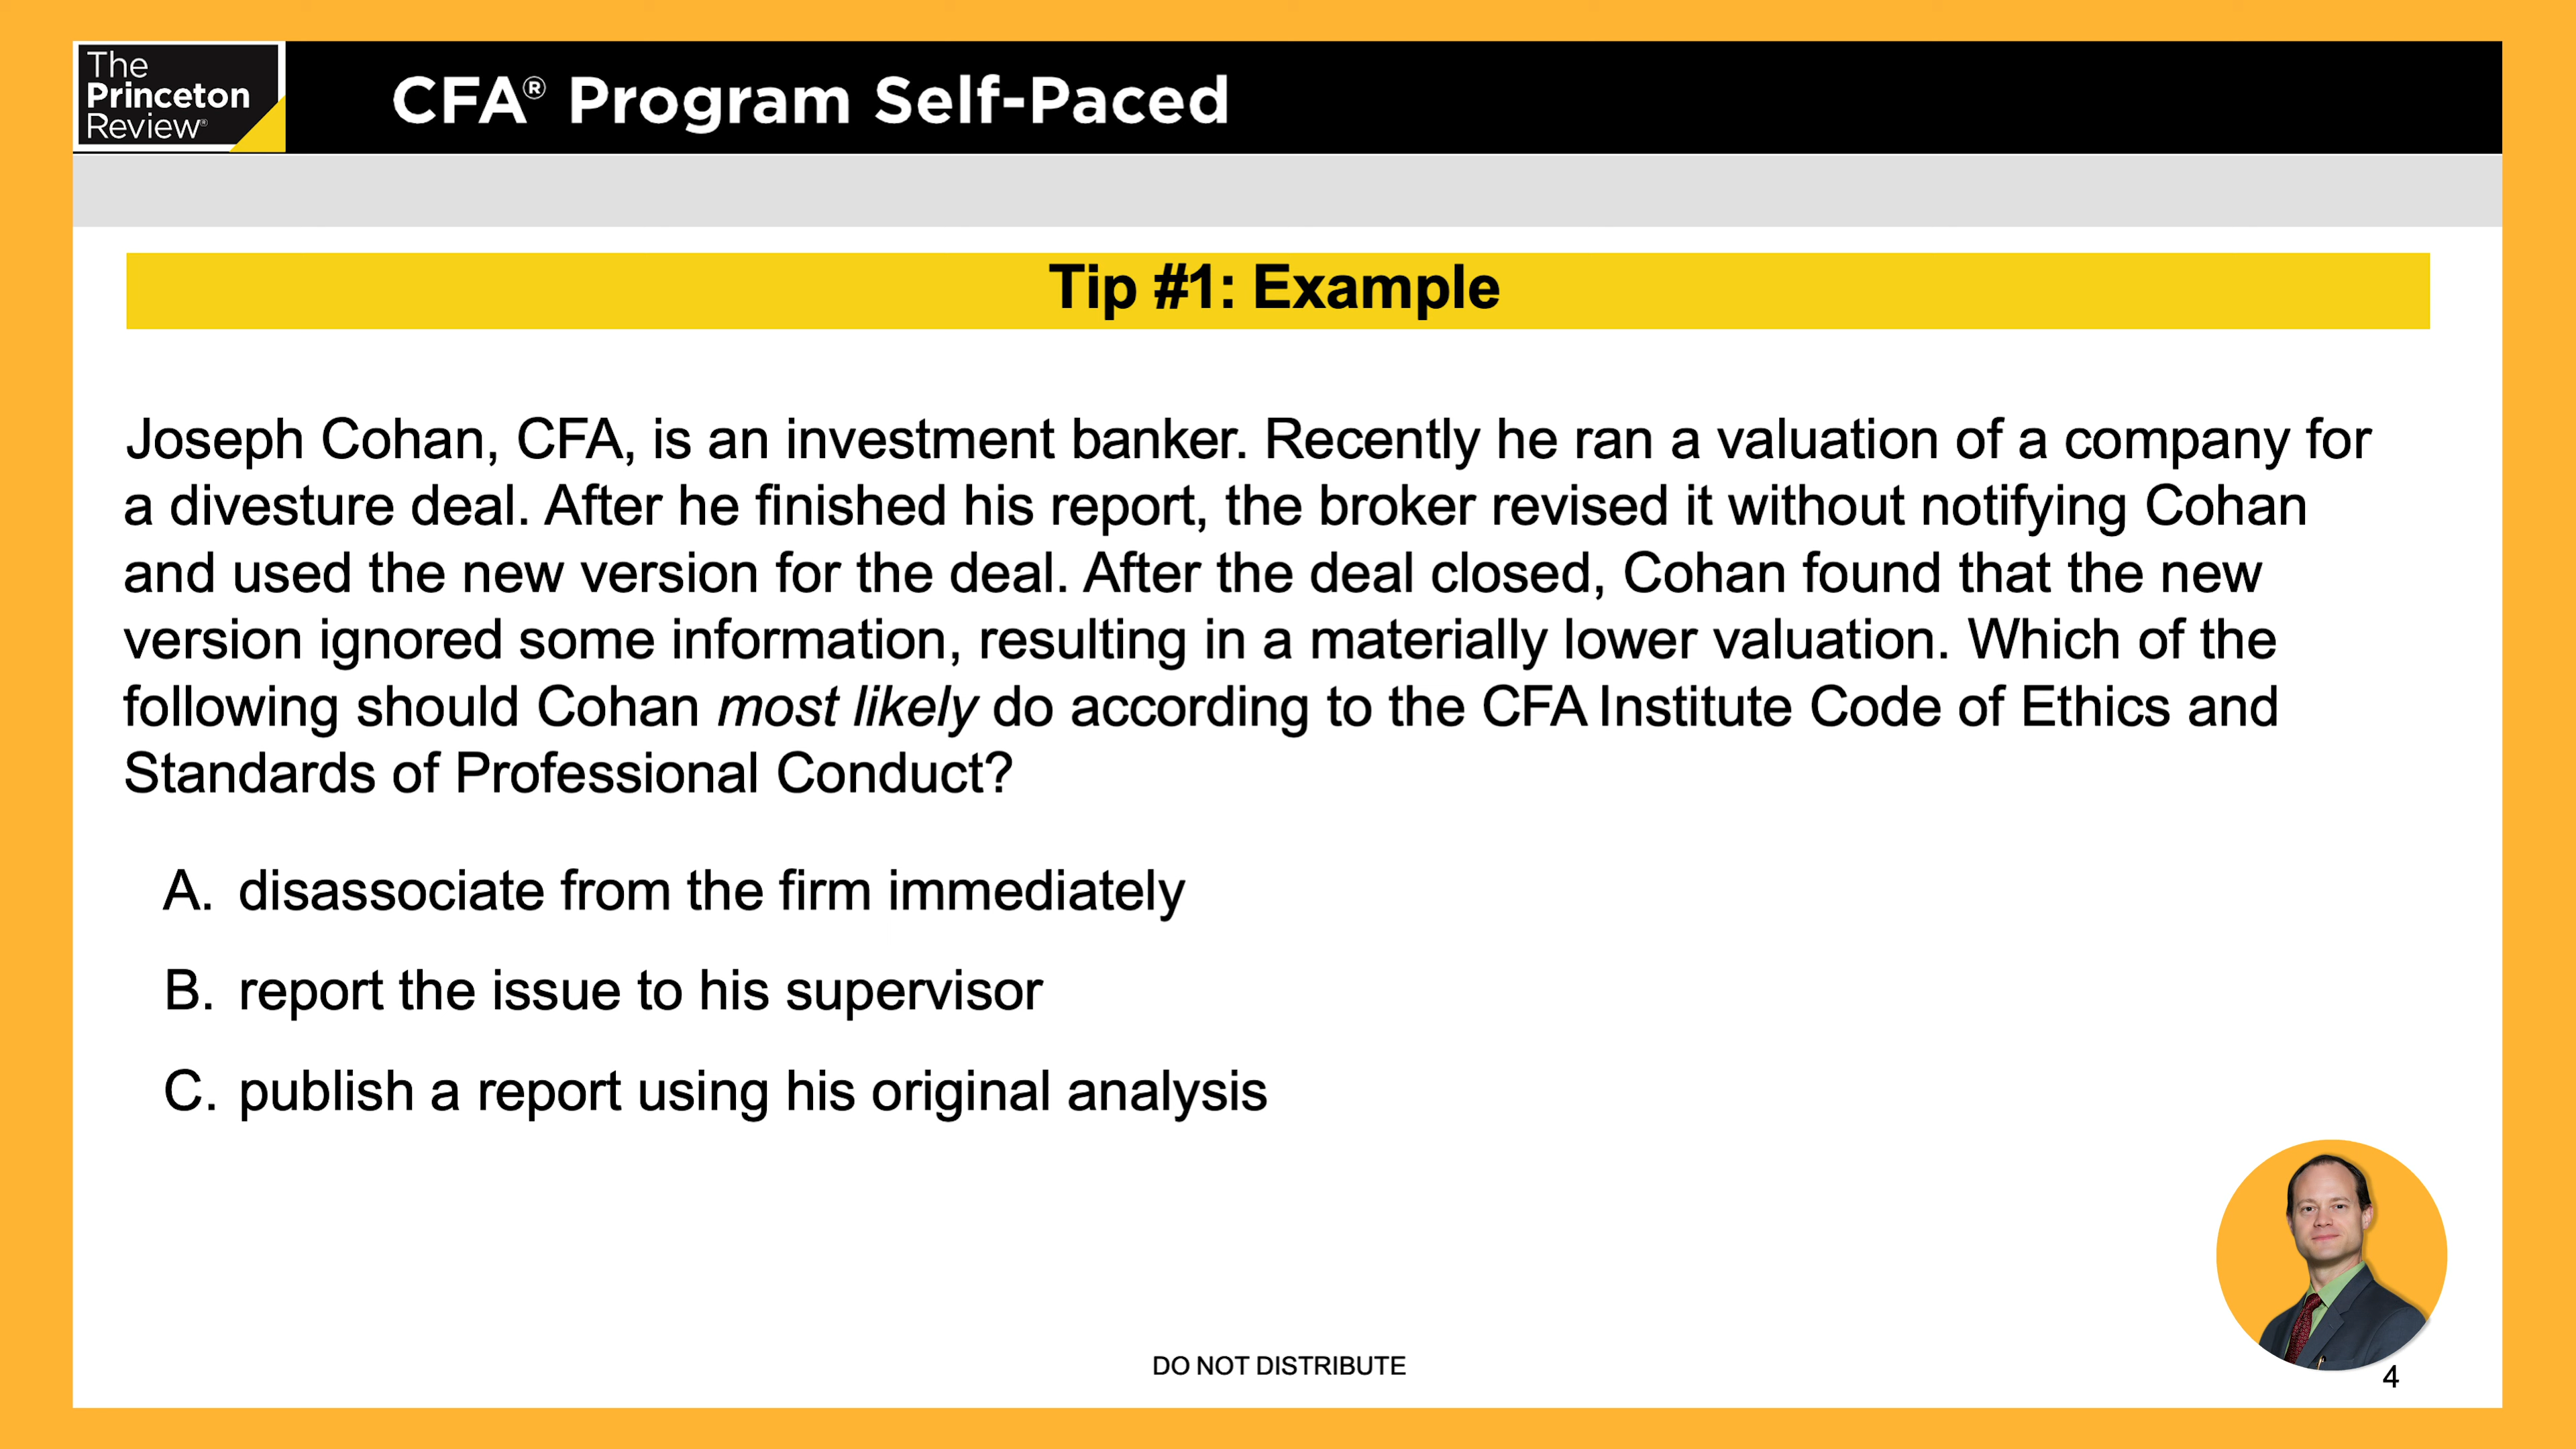 The
Princeton
Review®
CFA® Program Self-Paced
Tip #1: Example
Joseph Cohan, CFA, is an investment banker. Recently he ran a valuation of a company for
a divesture deal. After he finished his report, the broker revised it without notifying Cohan
and used the new version for the deal. After the deal closed, Cohan found that the new
version ignored some information, resulting in a materially lower valuation. Which of the
following should Cohan most likely do according to the CFA Institute Code of Ethics and
Standards of Professional Conduct?
A. disassociate from the firm immediately
B. report the issue to his supervisor
C. publish a report using his original analysis
DO NOT DISTRIBUTE
4